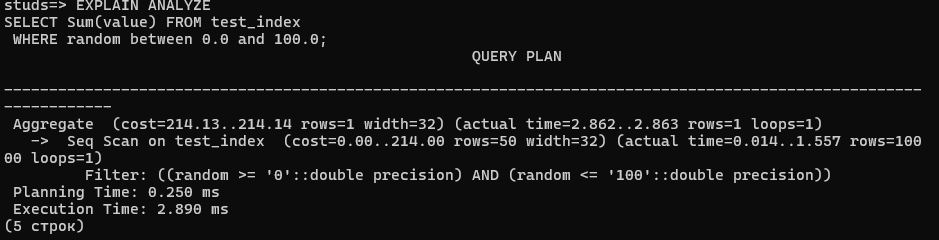 studs=> EXPLAIN ANALYZE
SELECT Sum(value) FROM test_index
 WHERE random between 0.0 and 100.0;
QUERY PLAN
------------------------------------------------------------------------------------------------------
------------
 Aggregate  (cost=214.13..214.14 rows=1 width=32) (actual time=2.862..2.863 rows=1 loops=1)
   ->  Seq Scan on test_index  (cost=0.00..214.00 rows=50 width=32) (actual time=0.014..1.557 rows=100
00 loops=1)
         Filter: ((random >= '0'::double precision) AND (random <= '100'::double precision))
 Planning Time: 0.250 ms
 Execution Time: 2.890 ms
(5 строк)